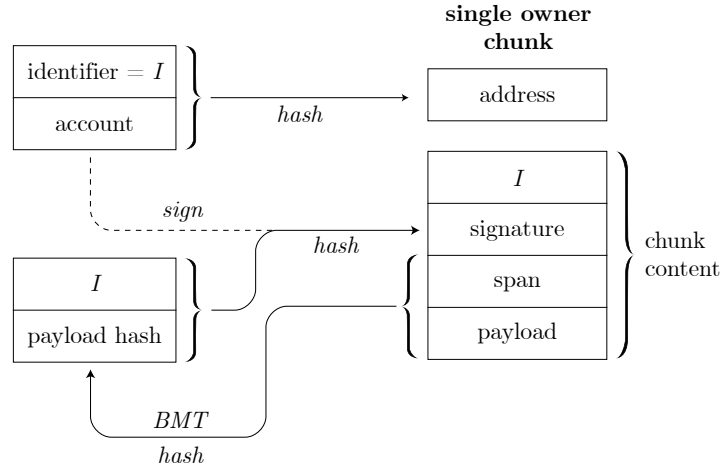 single owner
chunk
identifier = I
address
account
hash
I
sign
signature
hash
chunk
content
I
span
payload hash
payload
BMT
hash